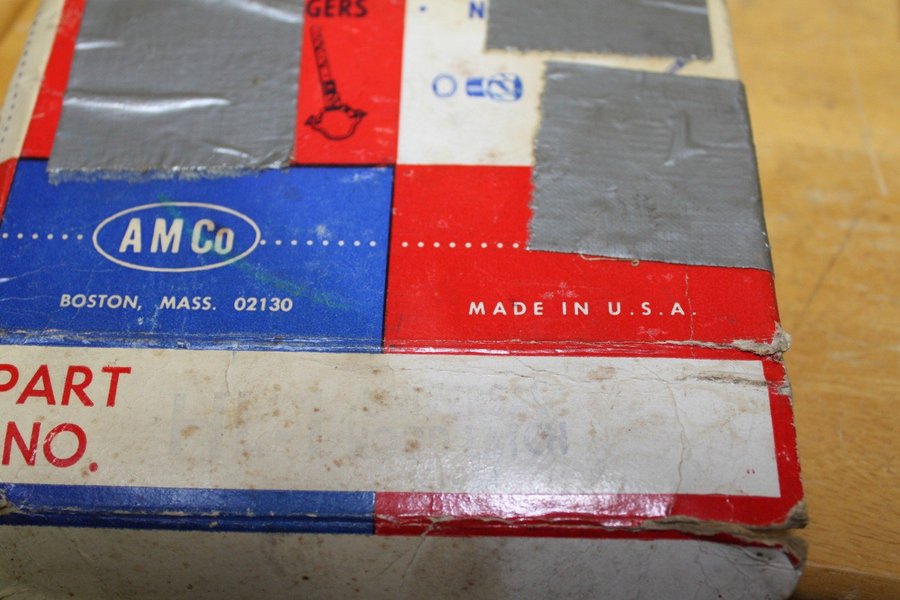 GERS
N
AMCo
BOSTON, MASS. 02130
MADE IN U.S.A.
PART
NO.